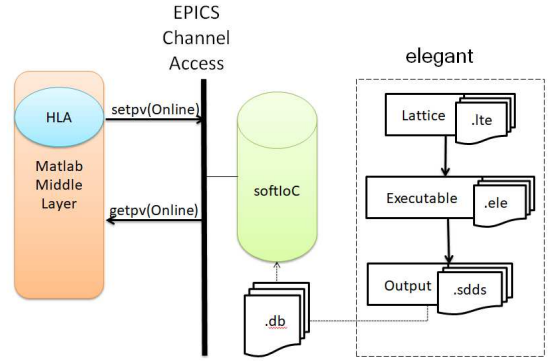 EPICS
Channel
Access
elegant
HLA
setpv(Online)
Matlab
Middle
Layer
getpv(Online)
softIoC
.db
Lattice
.lte
Executable
.ele
Output
.sdds